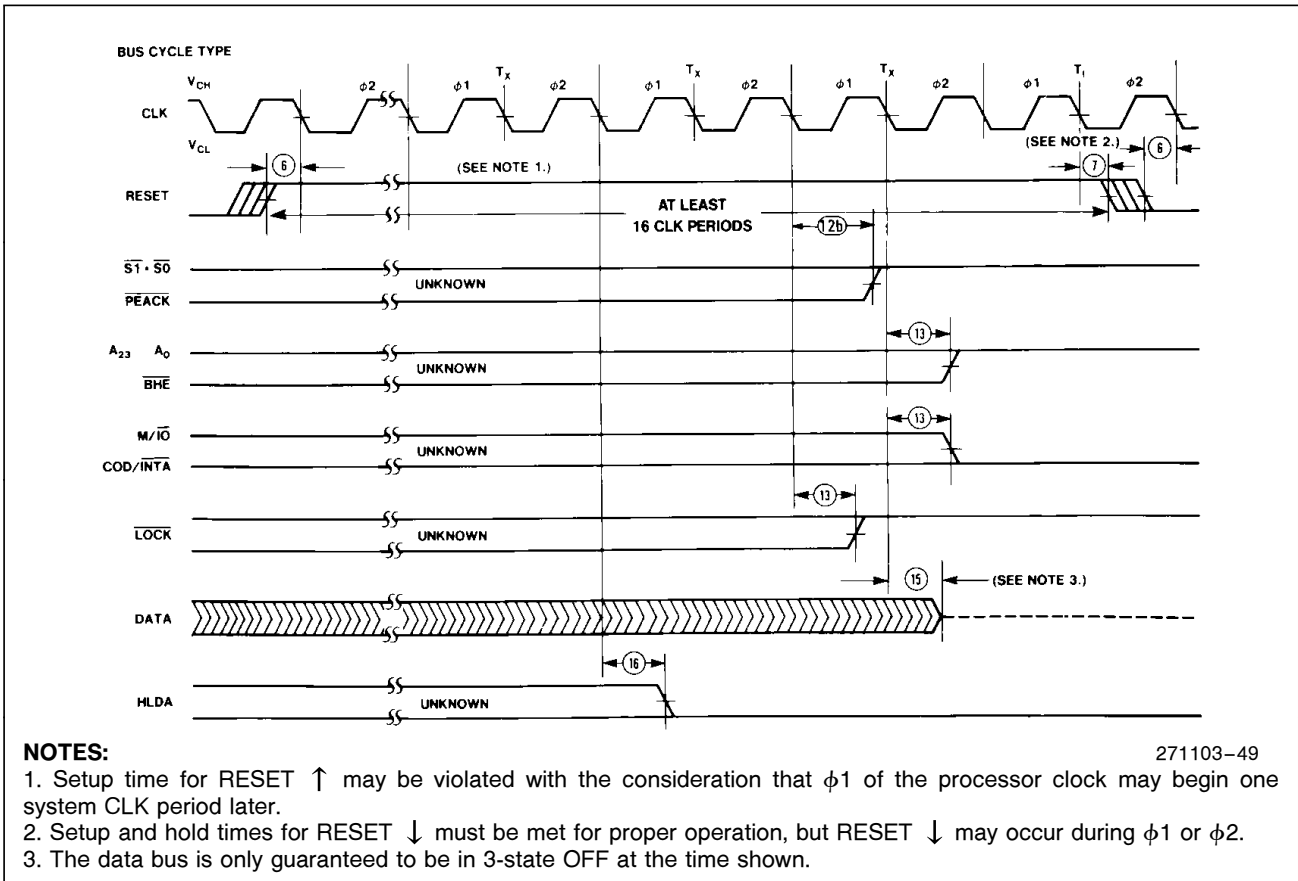 BUS CYCLE TYPE
V_CH
φ2 φ1 T_X φ2 φ1 T_X φ2 φ1 T_X φ2 φ1 T_I φ2
CLK
V_CL
6 (SEE NOTE 1.) (SEE NOTE 2.) 7 6
RESET
AT LEAST
16 CLK PERIODS
12b
S̅1̅ • S̅0̅
UNKNOWN
P̅E̅A̅C̅K̅
13
A₂₃ A₀
UNKNOWN
B̅H̅E̅
13
M/I̅O̅
UNKNOWN
COD/I̅N̅T̅A̅
13
L̅O̅C̅K̅ UNKNOWN
15 (SEE NOTE 3.)
DATA
16
HLDA UNKNOWN
NOTES: 271103–49
1. Setup time for RESET ↑ may be violated with the consideration that φ1 of the processor clock may begin one
system CLK period later.
2. Setup and hold times for RESET ↓ must be met for proper operation, but RESET ↓ may occur during φ1 or φ2.
3. The data bus is only guaranteed to be in 3-state OFF at the time shown.